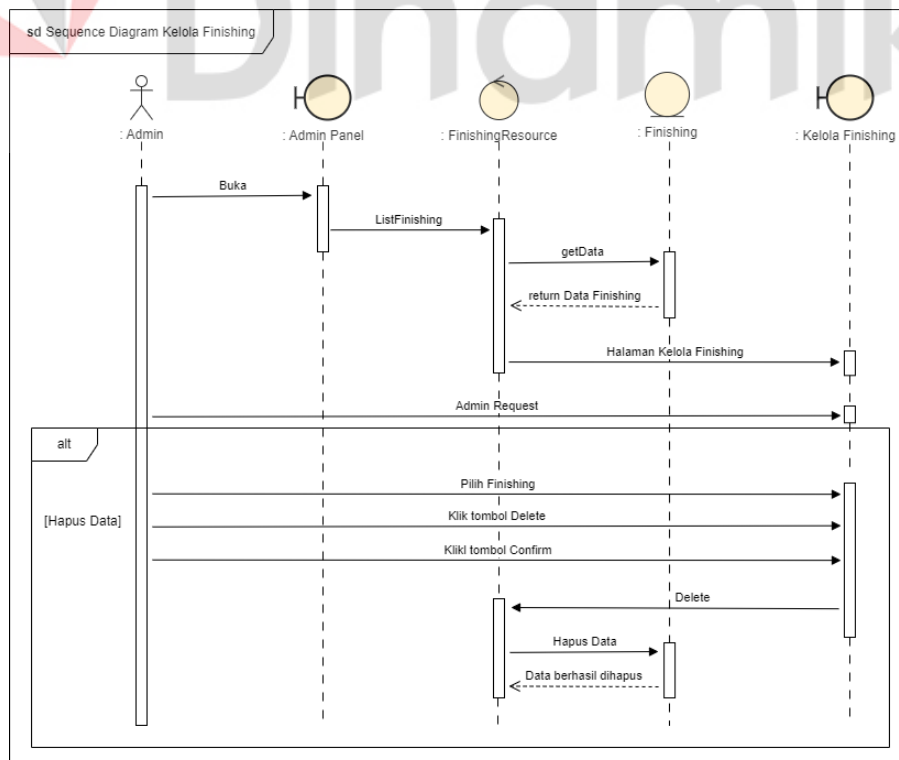 Dinamik
sd Sequence Diagram Kelola Finishing
: Admin
: Admin Panel
: FinishingResource
: Finishing
: Kelola Finishing
Buka
ListFinishing
getData
return Data Finishing
Halaman Kelola Finishing
Admin Request
alt
Pilih Finishing
[Hapus Data]
Klik tombol Delete
Klikl tombol Confirm
Delete
Hapus Data
Data berhasil dihapus